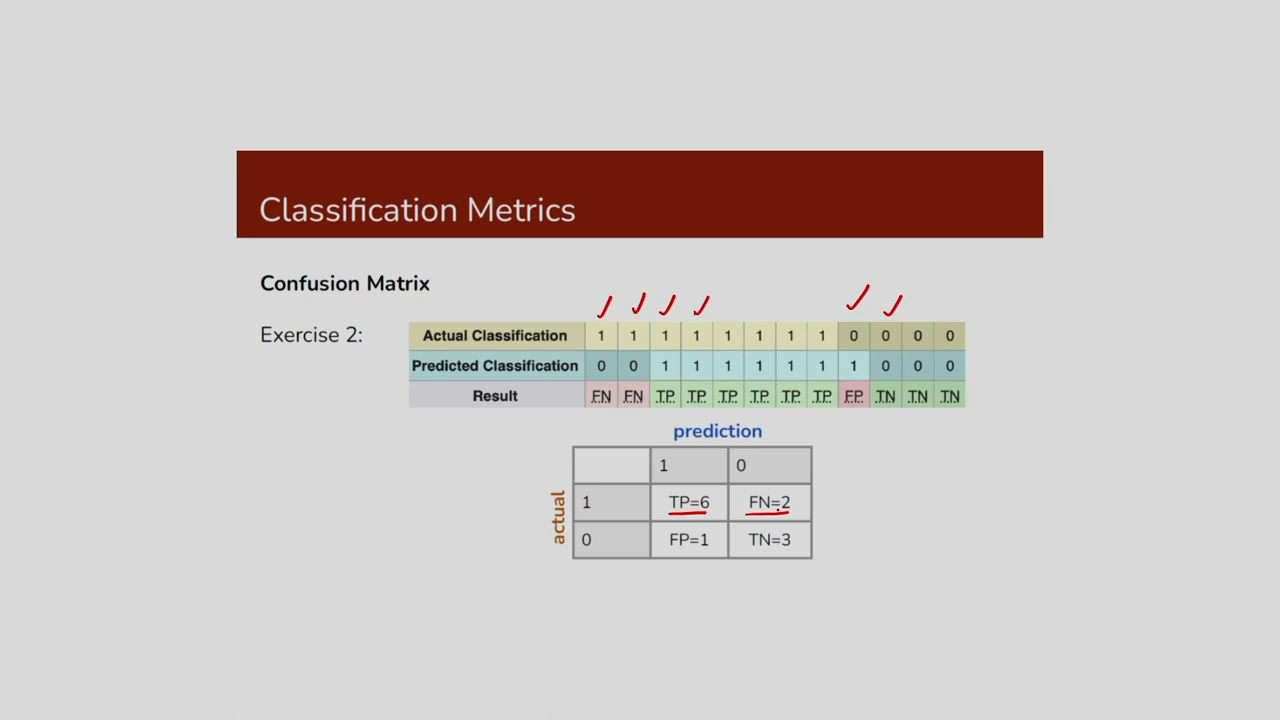 Classification Metrics
Confusion Matrix
Exercise 2:
Actual Classification 1 1 1 1 1 1 1 1 0 0 0 0
Predicted Classification 0 0 1 1 1 1 1 1 1 0 0 0
Result FN FN TP TP TP TP TP TP FP TN TN TN
prediction
1 0
actual
1 TP=6 FN=2
0 FP=1 TN=3